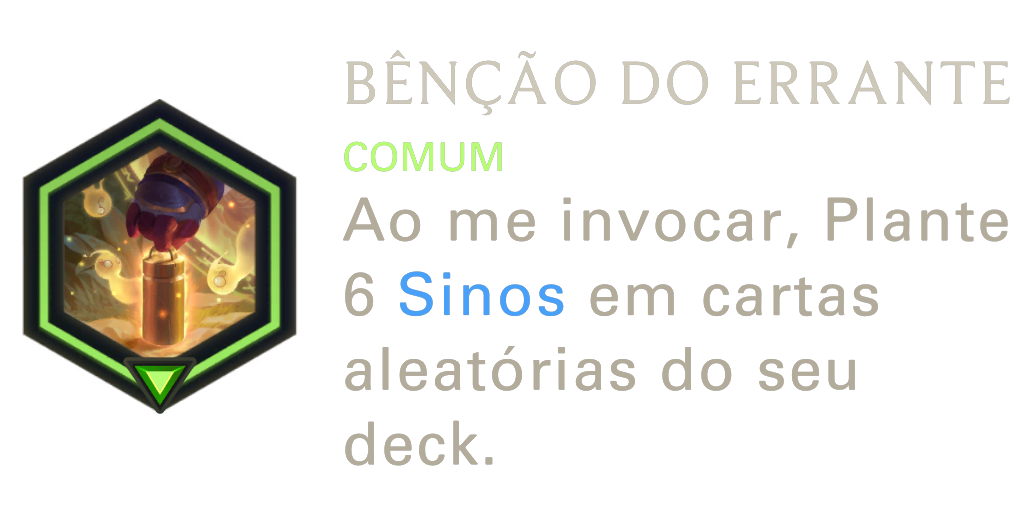 BÊNÇÃO DO ERRANTE
COMUM
Ao me invocar, Plante
6 Sinos em cartas
aleatórias do seu
deck.